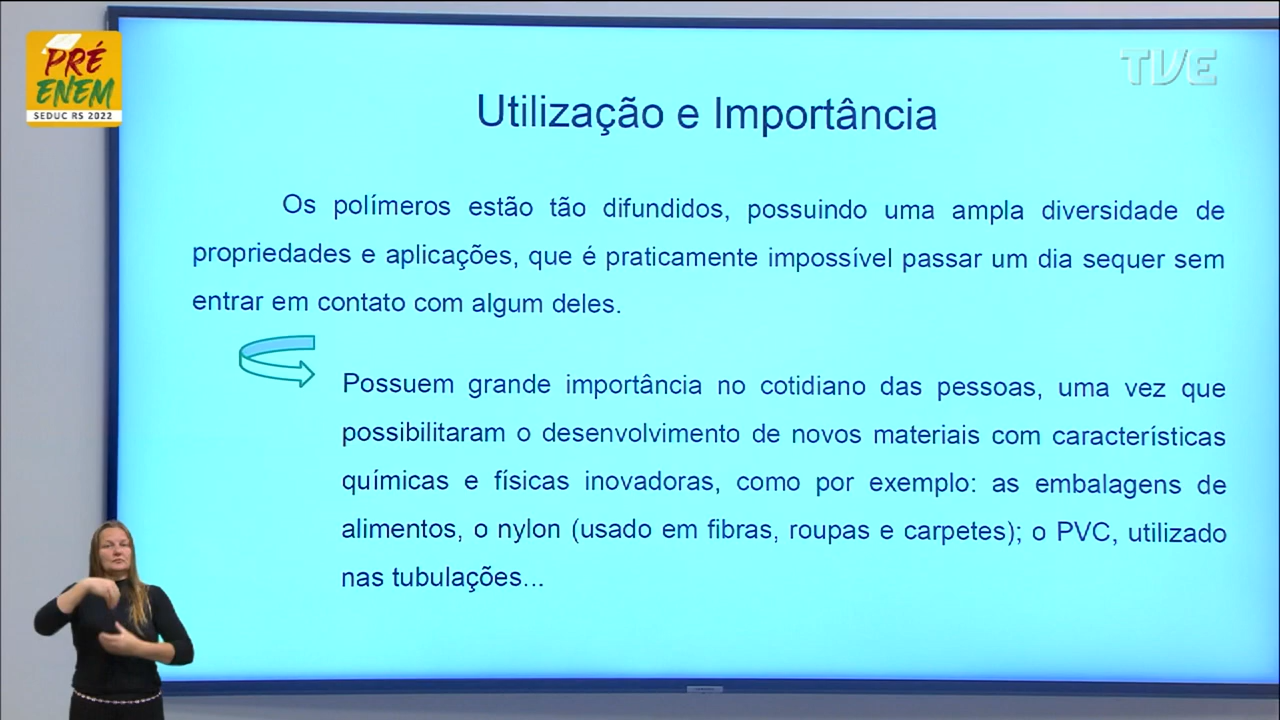 PRÉ
ENEM
SEDUC RS 2022
TVE
Utilização e Importância
Os polímeros estão tão difundidos, possuindo uma ampla diversidade de
propriedades e aplicações, que é praticamente impossível passar um dia sequer sem
entrar em contato com algum deles.
Possuem grande importância no cotidiano das pessoas, uma vez que
possibilitaram o desenvolvimento de novos materiais com características
químicas e físicas inovadoras, como por exemplo: as embalagens de
alimentos, o nylon (usado em fibras, roupas e carpetes); o PVC, utilizado
nas tubulações...